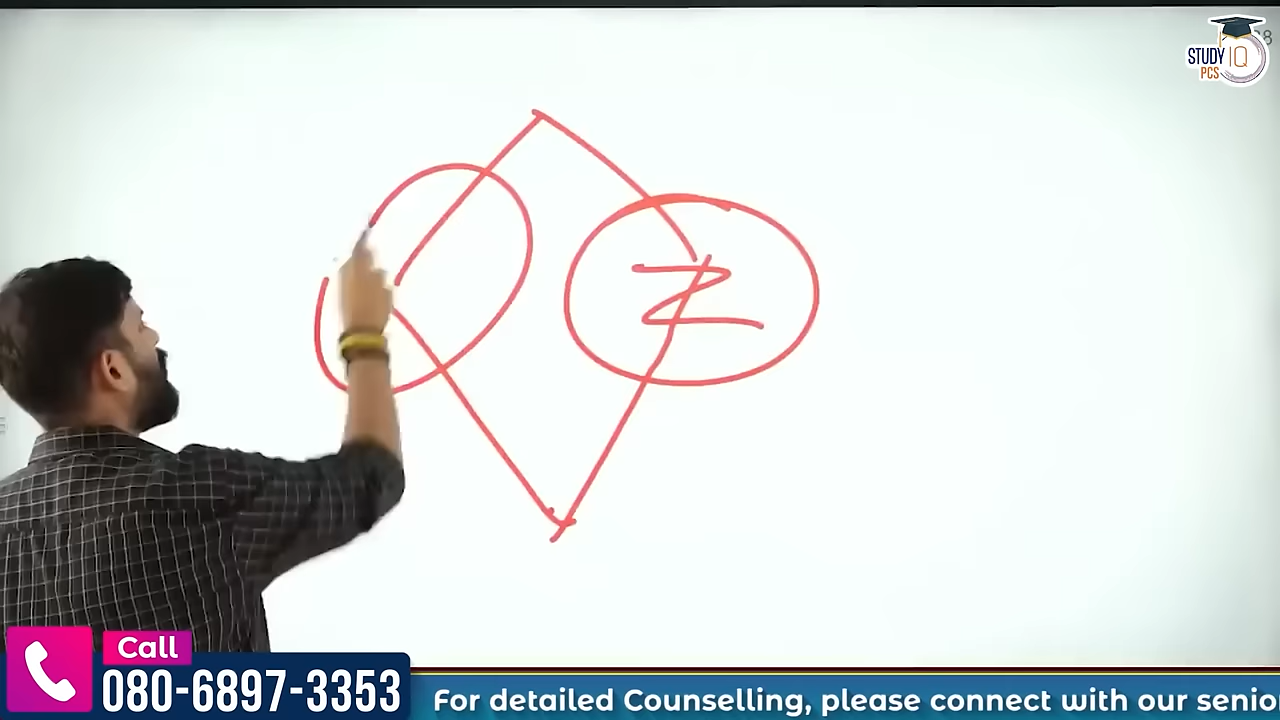 STUDY IQ
PCS
Z
Call
080-6897-3353
For detailed Counselling, please connect with our senio